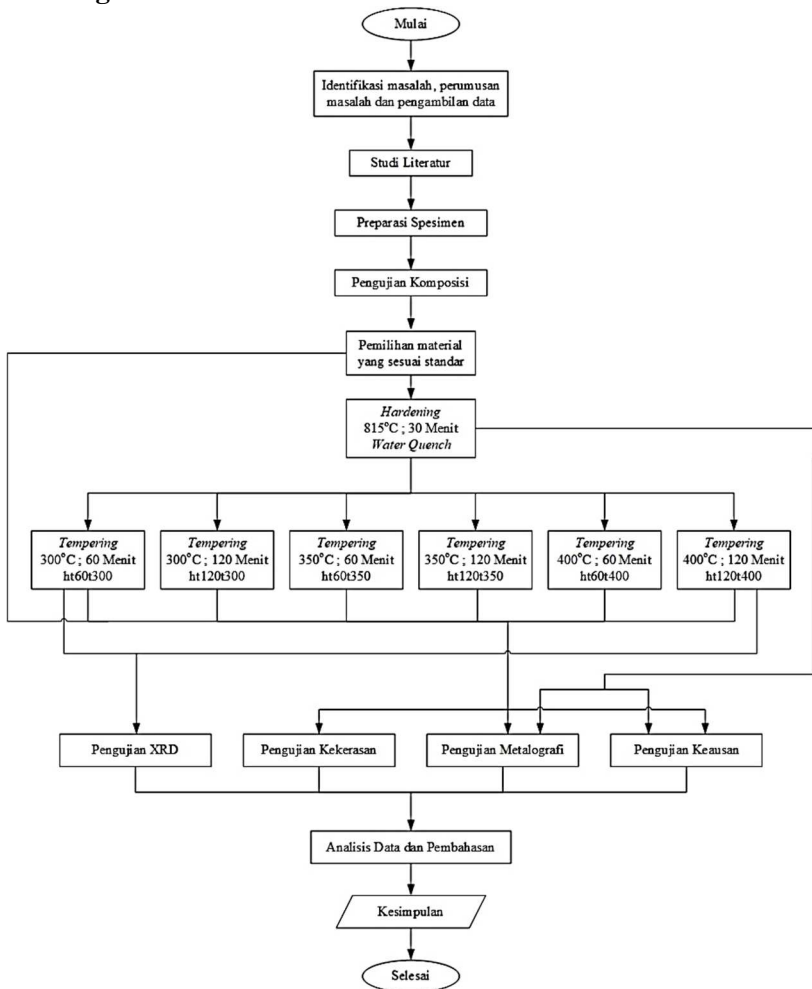 Mulai
Identifikasi masalah, perumusan
masalah dan pengambilan data
Studi Literatur
Preparasi Spesimen
Pengujian Komposisi
Pemilihan material
yang sesuai standar
Hardening
815°C ; 30 Menit
Water Quench
Tempering
300°C ; 60 Menit
ht60t300
Tempering
300°C ; 120 Menit
ht120t300
Tempering
350°C ; 60 Menit
ht60t350
Tempering
350°C ; 120 Menit
ht120t350
Tempering
400°C ; 60 Menit
ht60t400
Tempering
400°C ; 120 Menit
ht120t400
Pengujian XRD
Pengujian Kekerasan
Pengujian Metalografi
Pengujian Keausan
Analisis Data dan Pembahasan
Kesimpulan
Selesai